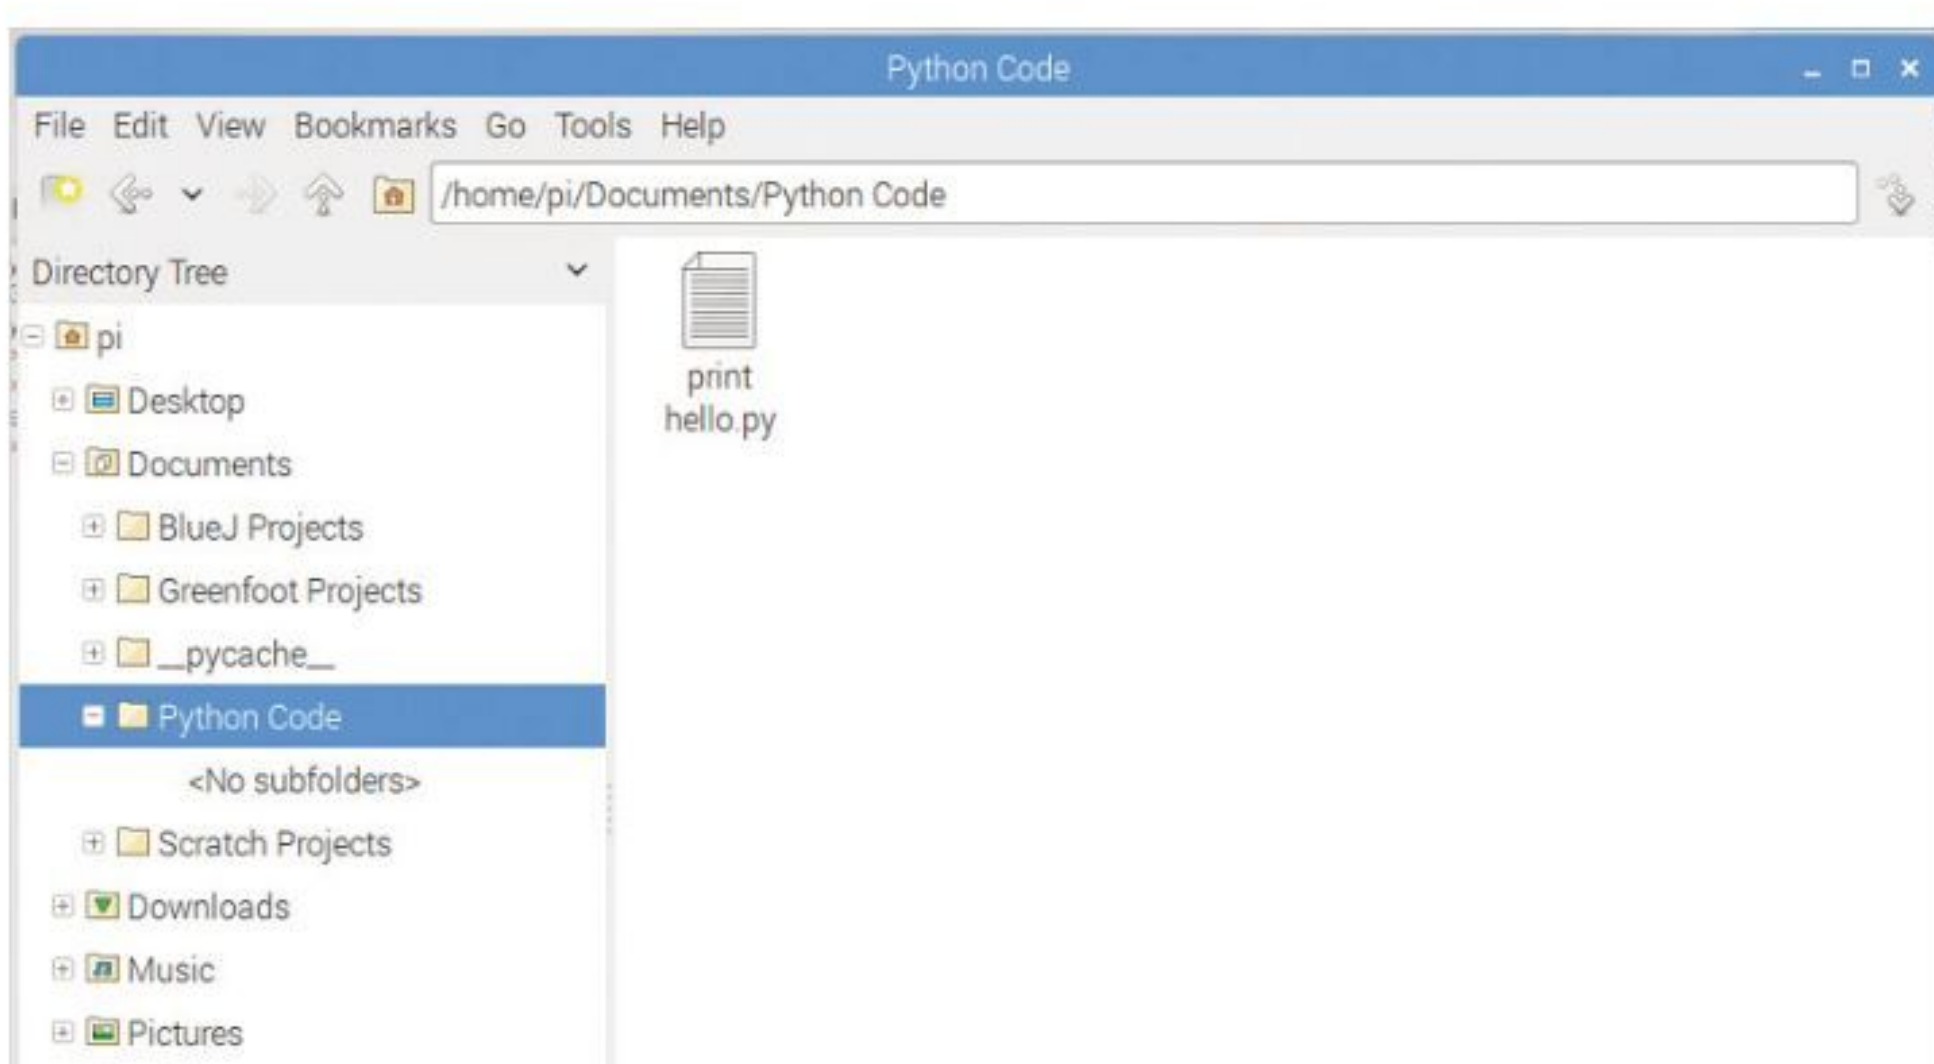 Python Code
File Edit View Bookmarks Go Tools Help
/home/pi/Documents/Python Code
Directory Tree
pi
Desktop
Documents
BlueJ Projects
Greenfoot Projects
__pycache__
Python Code
<No subfolders>
Scratch Projects
Downloads
Music
Pictures
print
hello.py